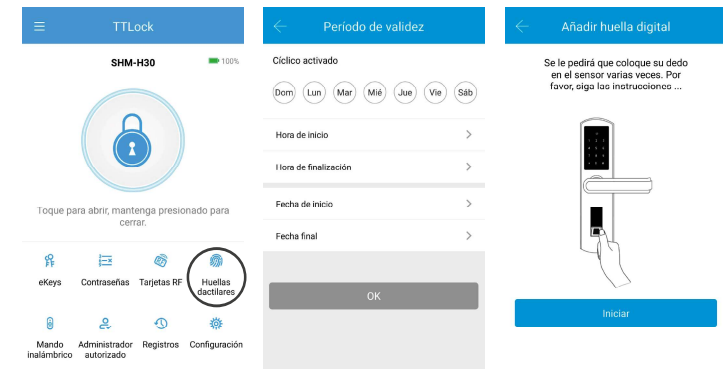 TTLock
SHM-H30
100%
Toque para abrir, mantenga presionado para
cerrar.
eKeys
Contraseñas
Tarjetas RF
Huellas
dactilares
Mando
inalámbrico
Administrador
autorizado
Registros
Configuración
Período de validez
Cíclico activado
Dom Lun Mar Mié Jue Vie Sáb
Hora de inicio
Hora de finalización
Fecha de inicio
Fecha final
OK
Añadir huella digital
Se le pedirá que coloque su dedo
en el sensor varias veces. Por
favor, siga las instrucciones ...
Iniciar